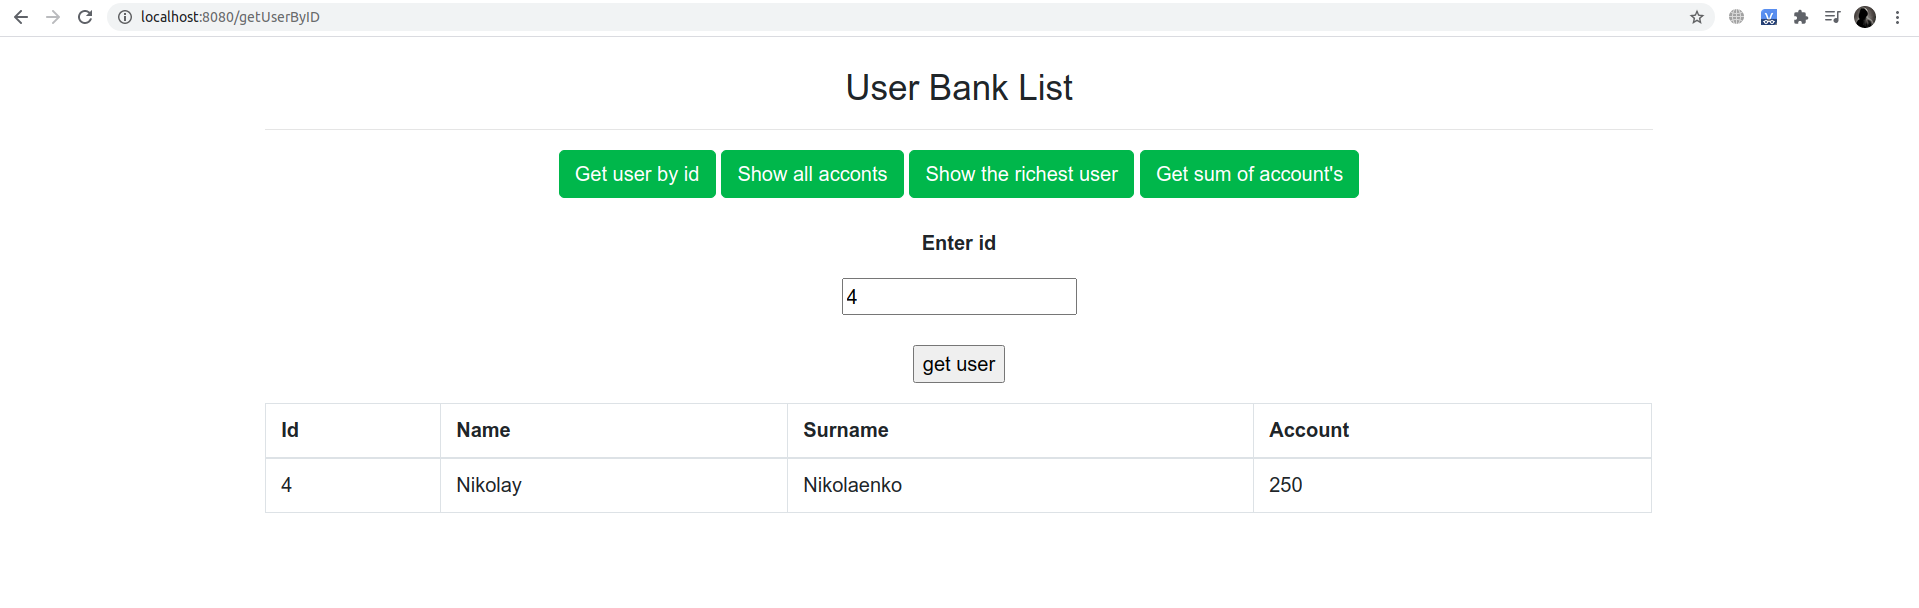 localhost:8080/getUserByID
User Bank List
Get user by id Show all acconts Show the richest user Get sum of account's
Enter id
4
get user
Id Name Surname Account
4 Nikolay Nikolaenko 250